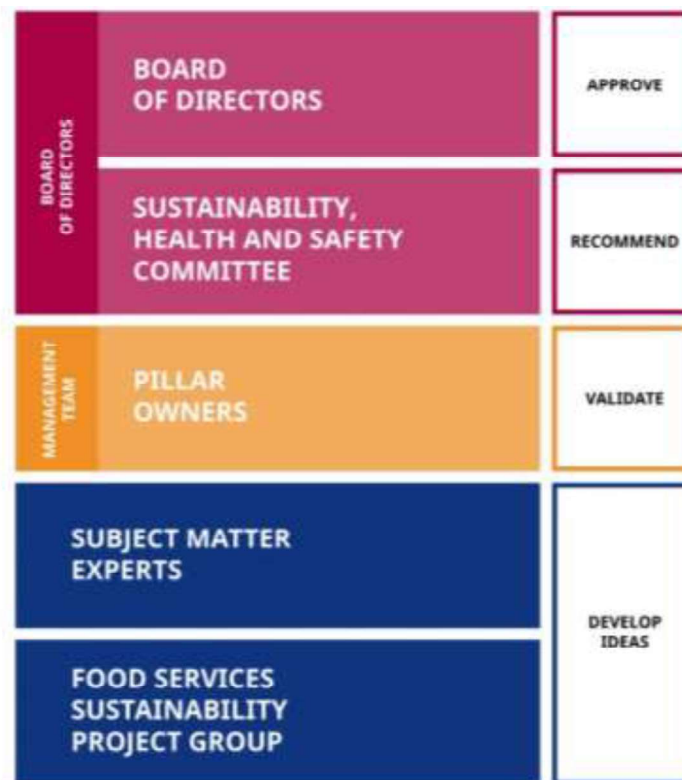 BOARD
OF DIRECTORS
BOARD
OF DIRECTORS
APPROVE
SUSTAINABILITY,
HEALTH AND SAFETY
COMMITTEE
RECOMMEND
MANAGEMENT
TEAM
PILLAR
OWNERS
VALIDATE
SUBJECT MATTER
EXPERTS
FOOD SERVICES
SUSTAINABILITY
PROJECT GROUP
DEVELOP
IDEAS